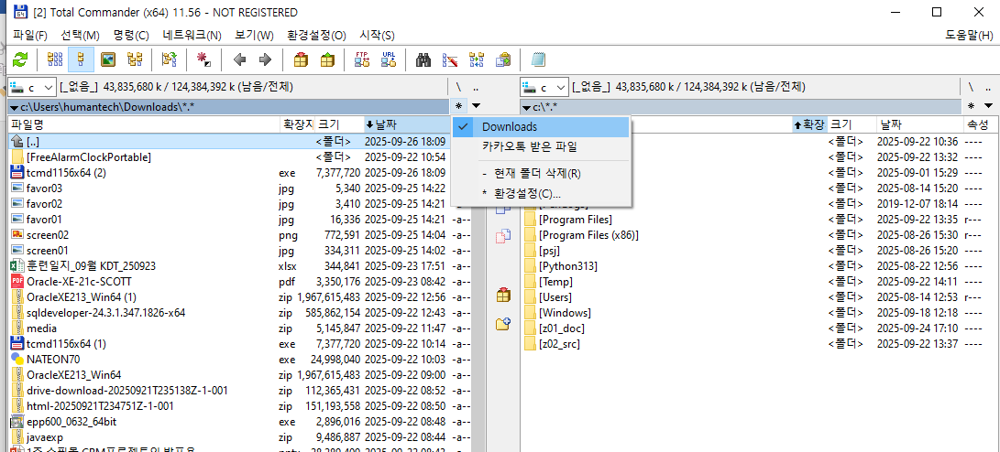 [2] Total Commander (x64) 11.56 - NOT REGISTERED
파일(F) 선택(M) 명령(C) 네트워크(N) 보기(W) 환경설정(O) 시작(S) 도움말(H)
FTP URL
c [_없음_] 43,835,680 k / 124,384,392 k (남음/전체) \ ..
c [_없음_] 43,835,680 k / 124,384,392 k (남음/전체) \ ..
c:\Users\humantech\Downloads\*.* *
c:\*.* *
파일명 확장자 크기 날짜
[..] <폴더> 2025-09-26 18:09
[FreeAlarmClockPortable] <폴더> 2025-09-22 10:54
tcmd1156x64 (2) exe 7,377,720 2025-09-26 18:09
favor03 jpg 5,340 2025-09-25 14:22
favor02 jpg 3,410 2025-09-25 14:21
favor01 jpg 16,336 2025-09-25 14:21 -a--
screen02 png 772,591 2025-09-25 14:04 -a--
screen01 jpg 334,311 2025-09-25 14:02 -a--
훈련일지_09월 KDT_250923 xlsx 344,841 2025-09-23 17:51 -a--
Oracle-XE-21c-SCOTT pdf 3,350,176 2025-09-23 08:42 -a--
OracleXE213_Win64 (1) zip 1,967,615,483 2025-09-22 12:56 -a--
sqldeveloper-24.3.1.347.1826-x64 zip 585,862,154 2025-09-22 12:43 -a--
media zip 5,145,847 2025-09-22 11:47 -a--
tcmd1156x64 (1) exe 7,377,720 2025-09-22 10:14 -a--
NATEON70 exe 24,998,040 2025-09-22 10:03 -a--
OracleXE213_Win64 zip 1,967,615,483 2025-09-22 09:00 -a--
drive-download-20250921T235138Z-1-001 zip 112,365,431 2025-09-22 08:52 -a--
html-20250921T234751Z-1-001 zip 151,193,558 2025-09-22 08:50 -a--
epp600_0632_64bit exe 2,896,016 2025-09-22 08:48 -a--
javaexp zip 9,486,887 2025-09-22 08:44 -a--
Downloads
카카오톡 받은 파일
- 현재 폴더 삭제(R)
* 환경설정(C)...
확장 크기 날짜 속성
<폴더> 2025-09-22 10:36 ----
<폴더> 2025-09-22 13:32 ----
<폴더> 2025-09-01 15:29 ----
<폴더> 2025-08-14 15:20 ----
<폴더> 2019-12-07 18:14 ----
[Program Files] <폴더> 2025-09-22 13:35 r---
[Program Files (x86)] <폴더> 2025-08-26 15:30 r---
[psj] <폴더> 2025-08-26 15:20 ----
[Python313] <폴더> 2025-08-22 12:56 ----
[Temp] <폴더> 2025-09-22 14:11 ----
[Users] <폴더> 2025-08-14 12:53 r---
[Windows] <폴더> 2025-09-18 12:18 ----
[z01_doc] <폴더> 2025-09-24 17:10 ----
[z02_src] <폴더> 2025-09-22 13:37 ----